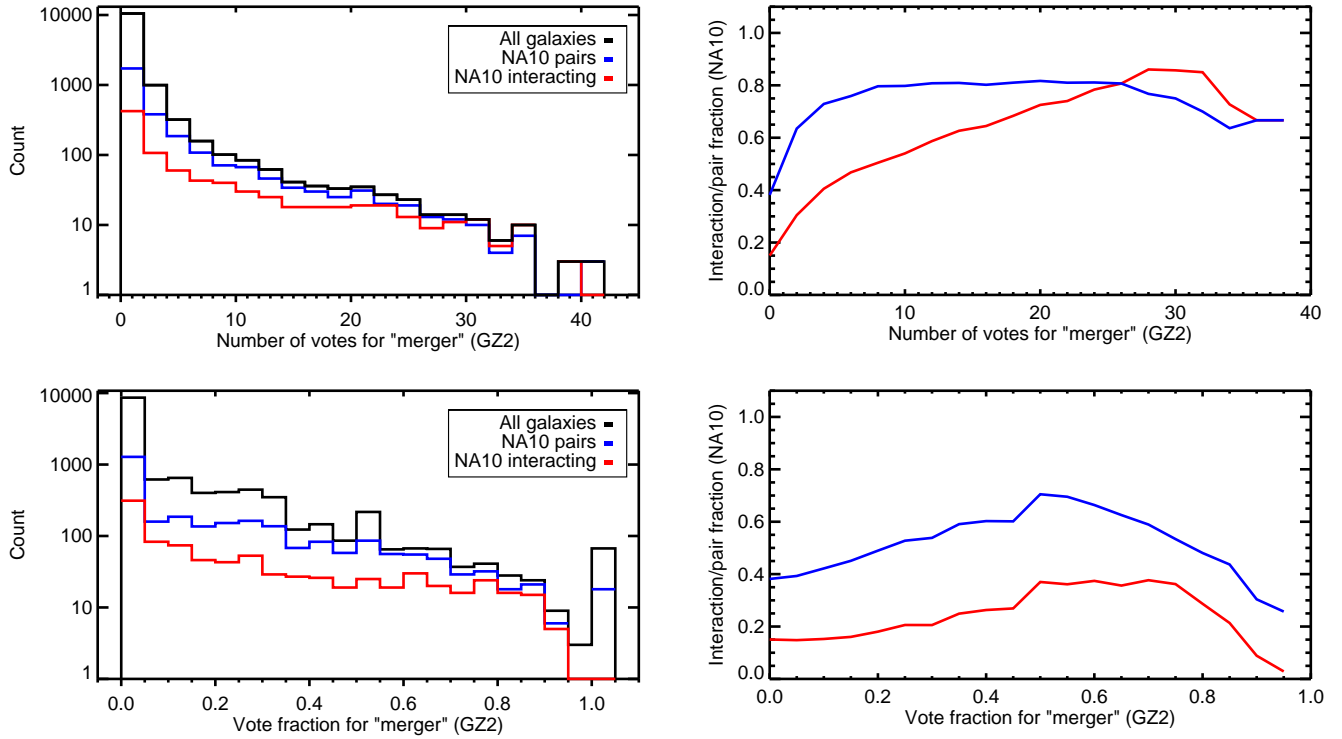 10000
1000
100
10
1
Count
All galaxies
NA10 pairs
NA10 interacting
0 10 20 30 40
Number of votes for "merger" (GZ2)
1.0
0.8
0.6
0.4
0.2
0.0
Interaction/pair fraction (NA10)
0 10 20 30 40
Number of votes for "merger" (GZ2)
10000
1000
100
10
1
Count
All galaxies
NA10 pairs
NA10 interacting
0.0 0.2 0.4 0.6 0.8 1.0
Vote fraction for "merger" (GZ2)
1.0
0.8
0.6
0.4
0.2
0.0
Interaction/pair fraction (NA10)
0.0 0.2 0.4 0.6 0.8 1.0
Vote fraction for "merger" (GZ2)